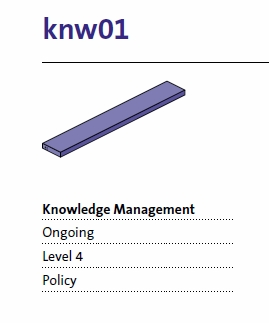 knw01
Knowledge Management
Ongoing
Level 4
Policy